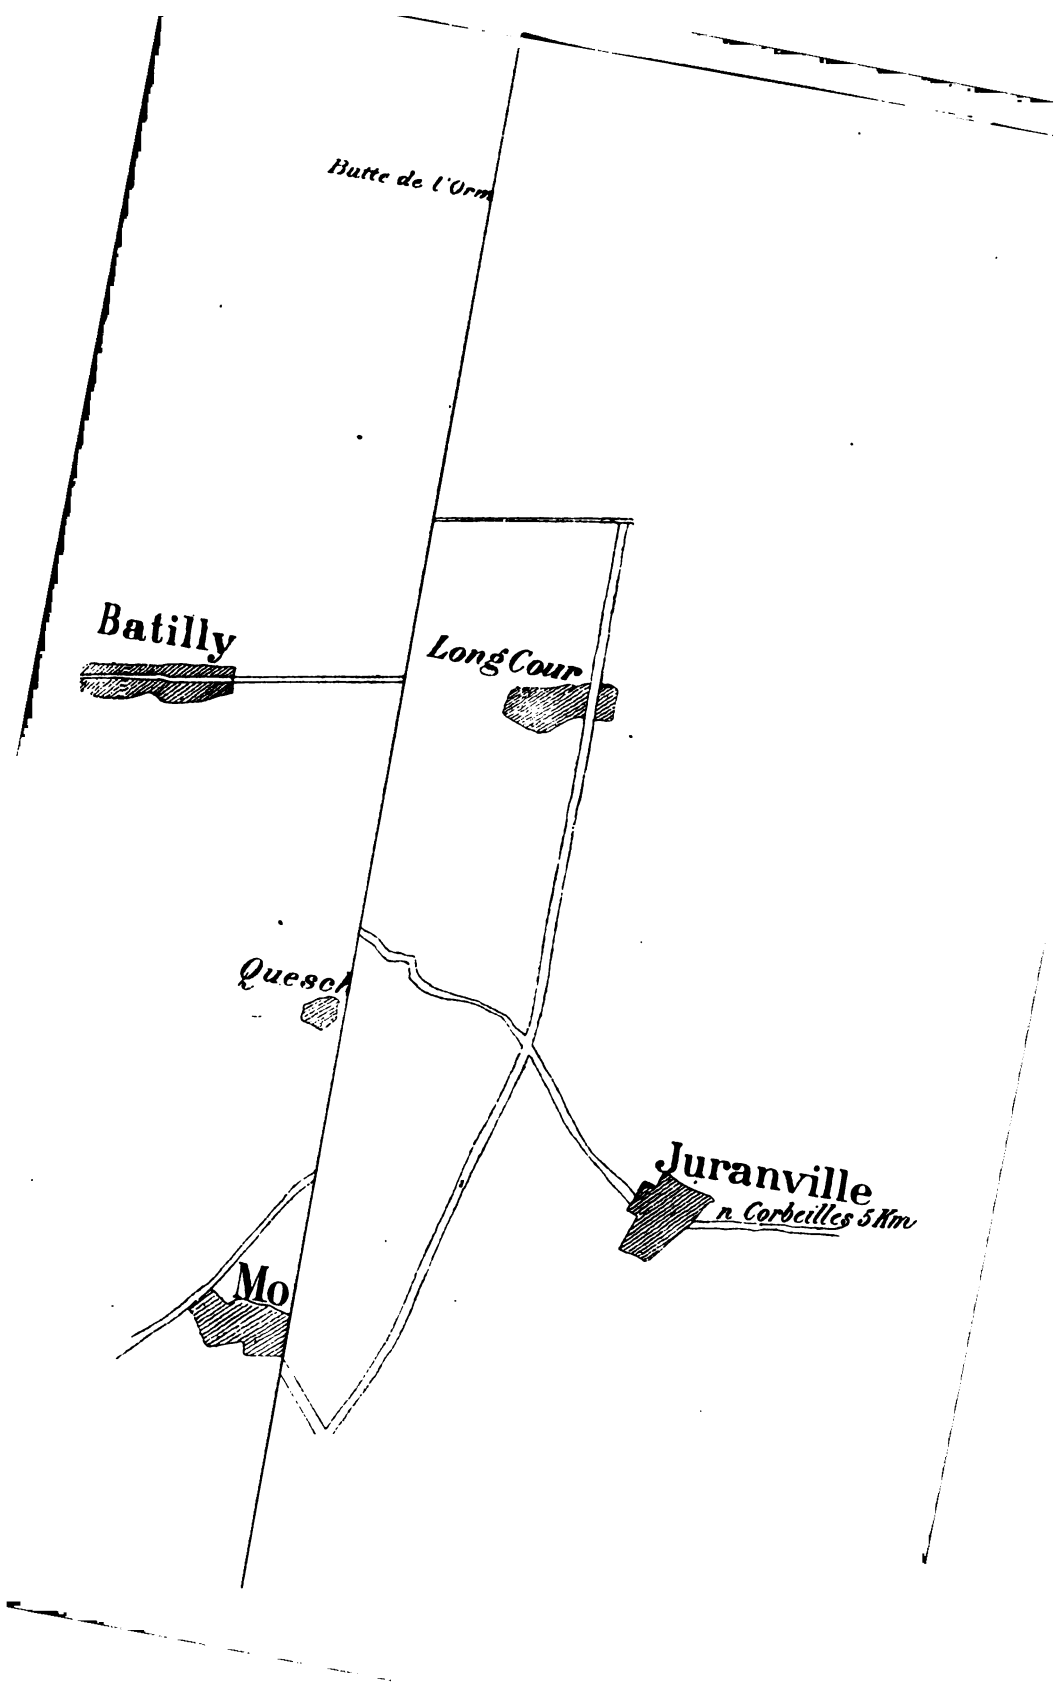 Butte de l'Orm
Batilly
Long Cour
Quesch
Juranville
n. Corbeilles 5 Km
Mo